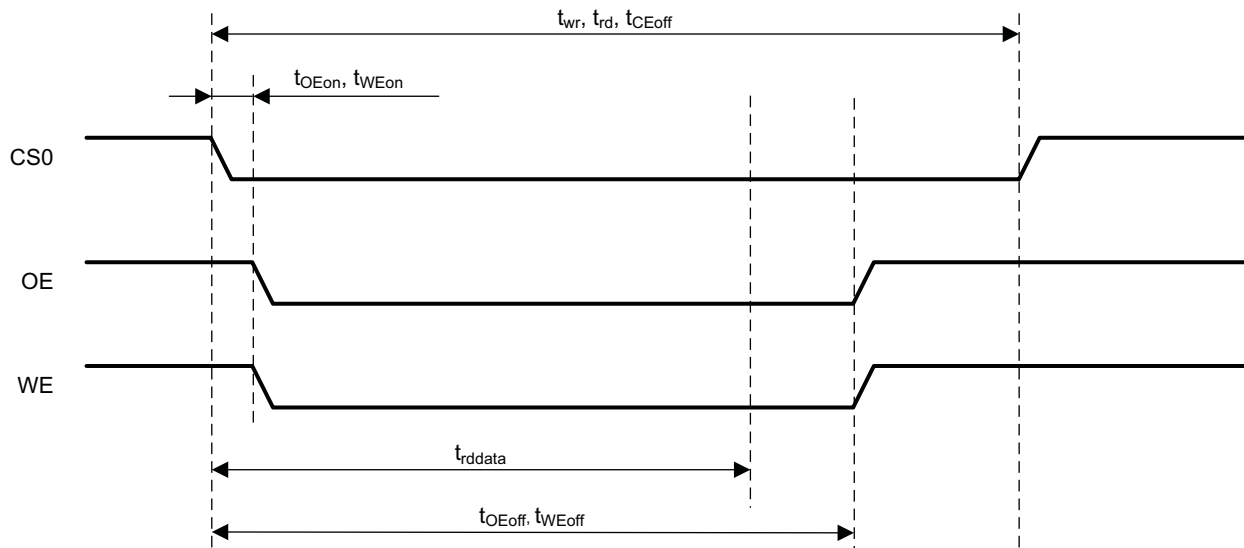 twr, trd, tCEoff
tOEon, tWEon
CS0
OE
WE
trddata
tOEoff, tWEoff